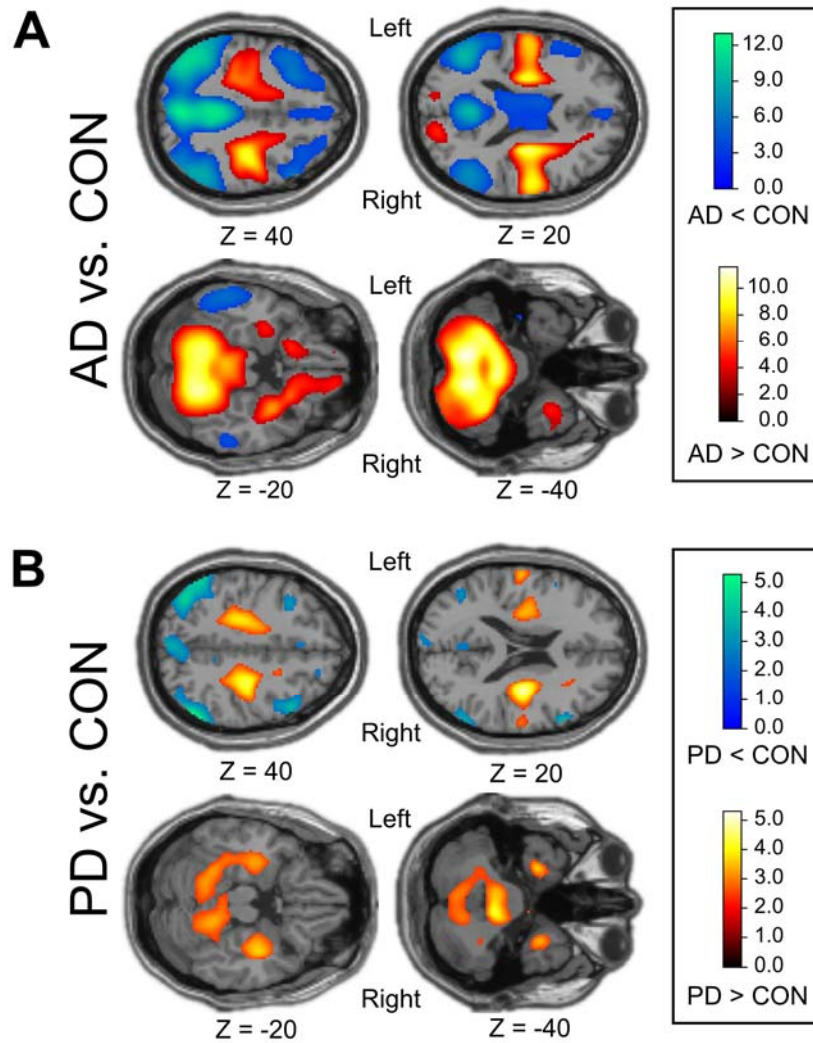 A
AD vs. CON
Left
Right
Z = 40
Z = 20
Left
Right
Z = -20
Z = -40
12.0
9.0
6.0
3.0
0.0
AD < CON
10.0
8.0
6.0
4.0
2.0
0.0
AD > CON
B
PD vs. CON
Left
Right
Z = 40
Z = 20
Left
Right
Z = -20
Z = -40
5.0
4.0
3.0
2.0
1.0
0.0
PD < CON
5.0
4.0
3.0
2.0
1.0
0.0
PD > CON